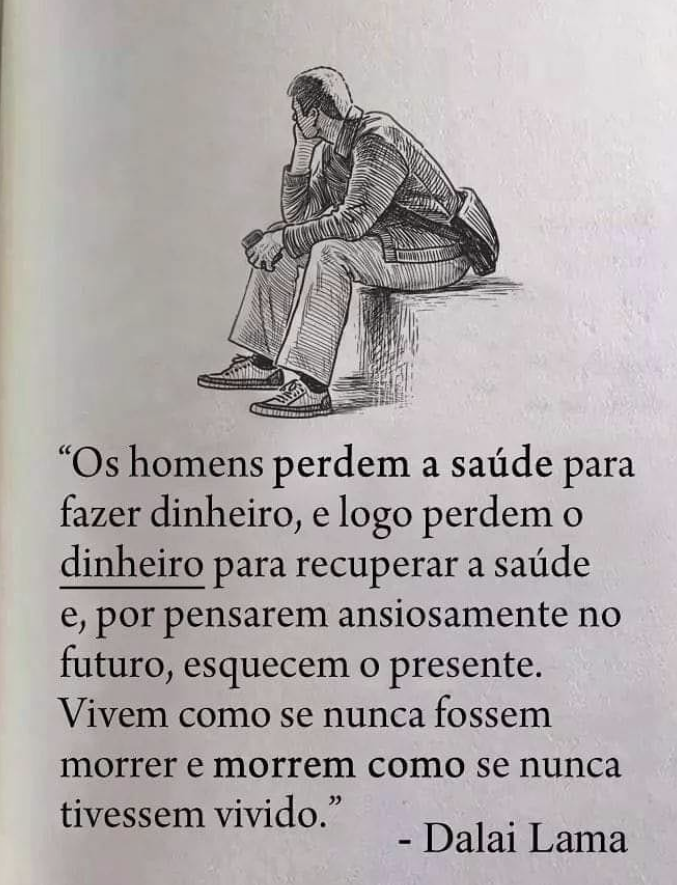 “Os homens perdem a saúde para
fazer dinheiro, e logo perdem o
dinheiro para recuperar a saúde
e, por pensarem ansiosamente no
futuro, esquecem o presente.
Vivem como se nunca fossem
morrer e morrem como se nunca
tivessem vivido.”
- Dalai Lama